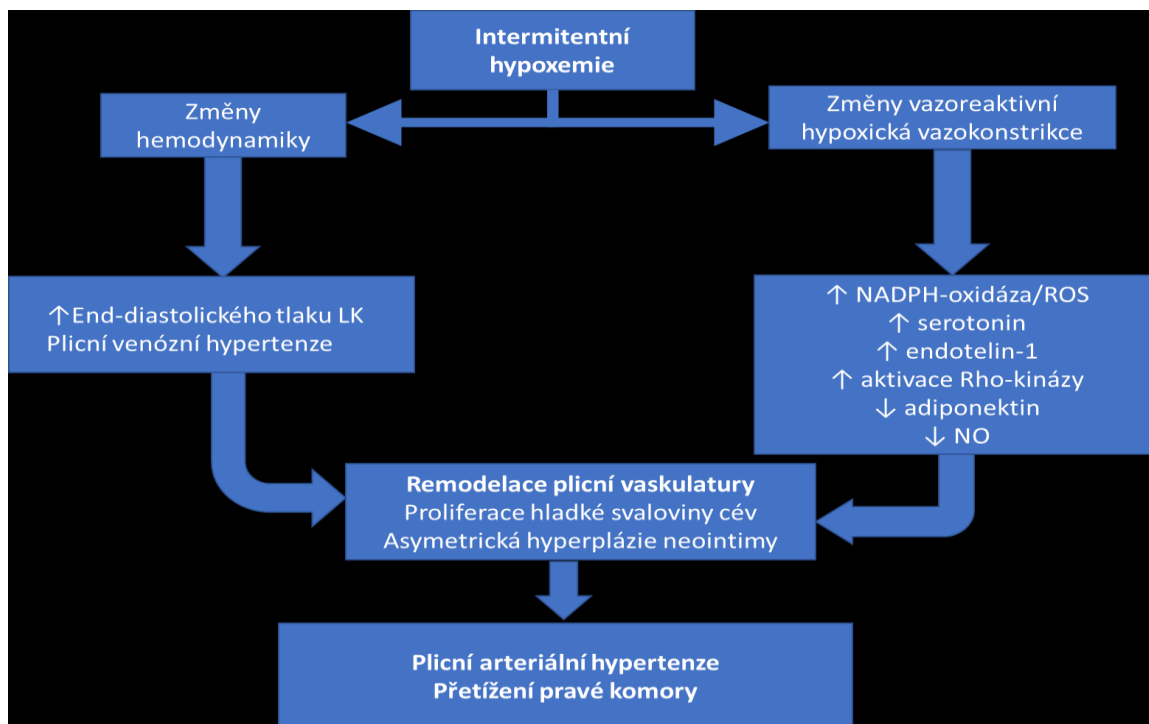 Intermitentní
hypoxemie
Změny
hemodynamiky
Změny vazoreaktivní
hypoxická vazokonstrikce
↑End-diastolického tlaku LK
Plicní venózní hypertenze
↑ NADPH-oxidáza/ROS
↑ serotonin
↑ endotelin-1
↑ aktivace Rho-kinázy
↓ adiponektin
↓ NO
Remodelace plicní vaskulatury
Proliferace hladké svaloviny cév
Asymetrická hyperplázie neointimy
Plicní arteriální hypertenze
Přetížení pravé komory